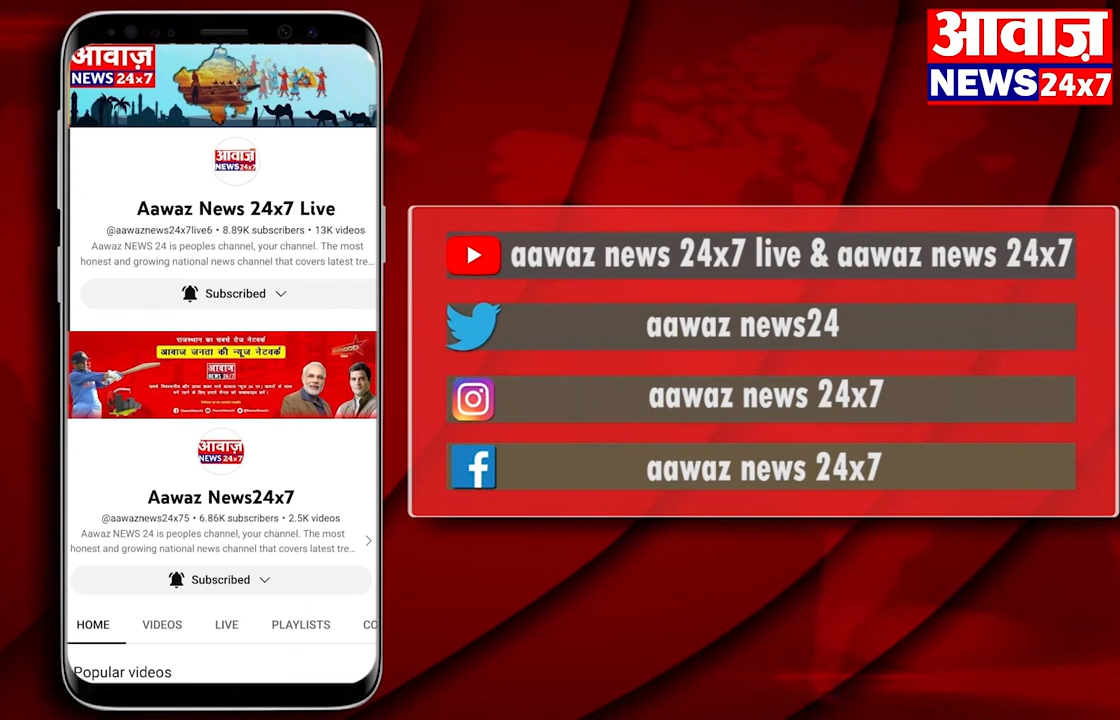 आवाज़
NEWS 24x7
आवाज़
NEWS 24x7
Aawaz News 24x7 Live
@aawaznews24x7live6 • 8.89K subscribers • 13K videos
Aawaz NEWS 24 is peoples channel, your channel. The most
honest and growing national news channel that covers latest tre...
Subscribed
राजस्थान का सबसे तेज नेटवर्क
आवाज जनता की न्यूज नेटवर्क
आवाज़
आवाज़
NEWS 24x7
Aawaz News24x7
@aawaznews24x75 • 6.86K subscribers • 2.5K videos
Aawaz NEWS 24 is peoples channel, your channel. The most
honest and growing national news channel that covers latest tre...
Subscribed
HOME VIDEOS LIVE PLAYLISTS CO
Popular videos
आवाज़
NEWS 24x7
aawaz news 24x7 live & aawaz news 24x7
aawaz news24
aawaz news 24x7
aawaz news 24x7